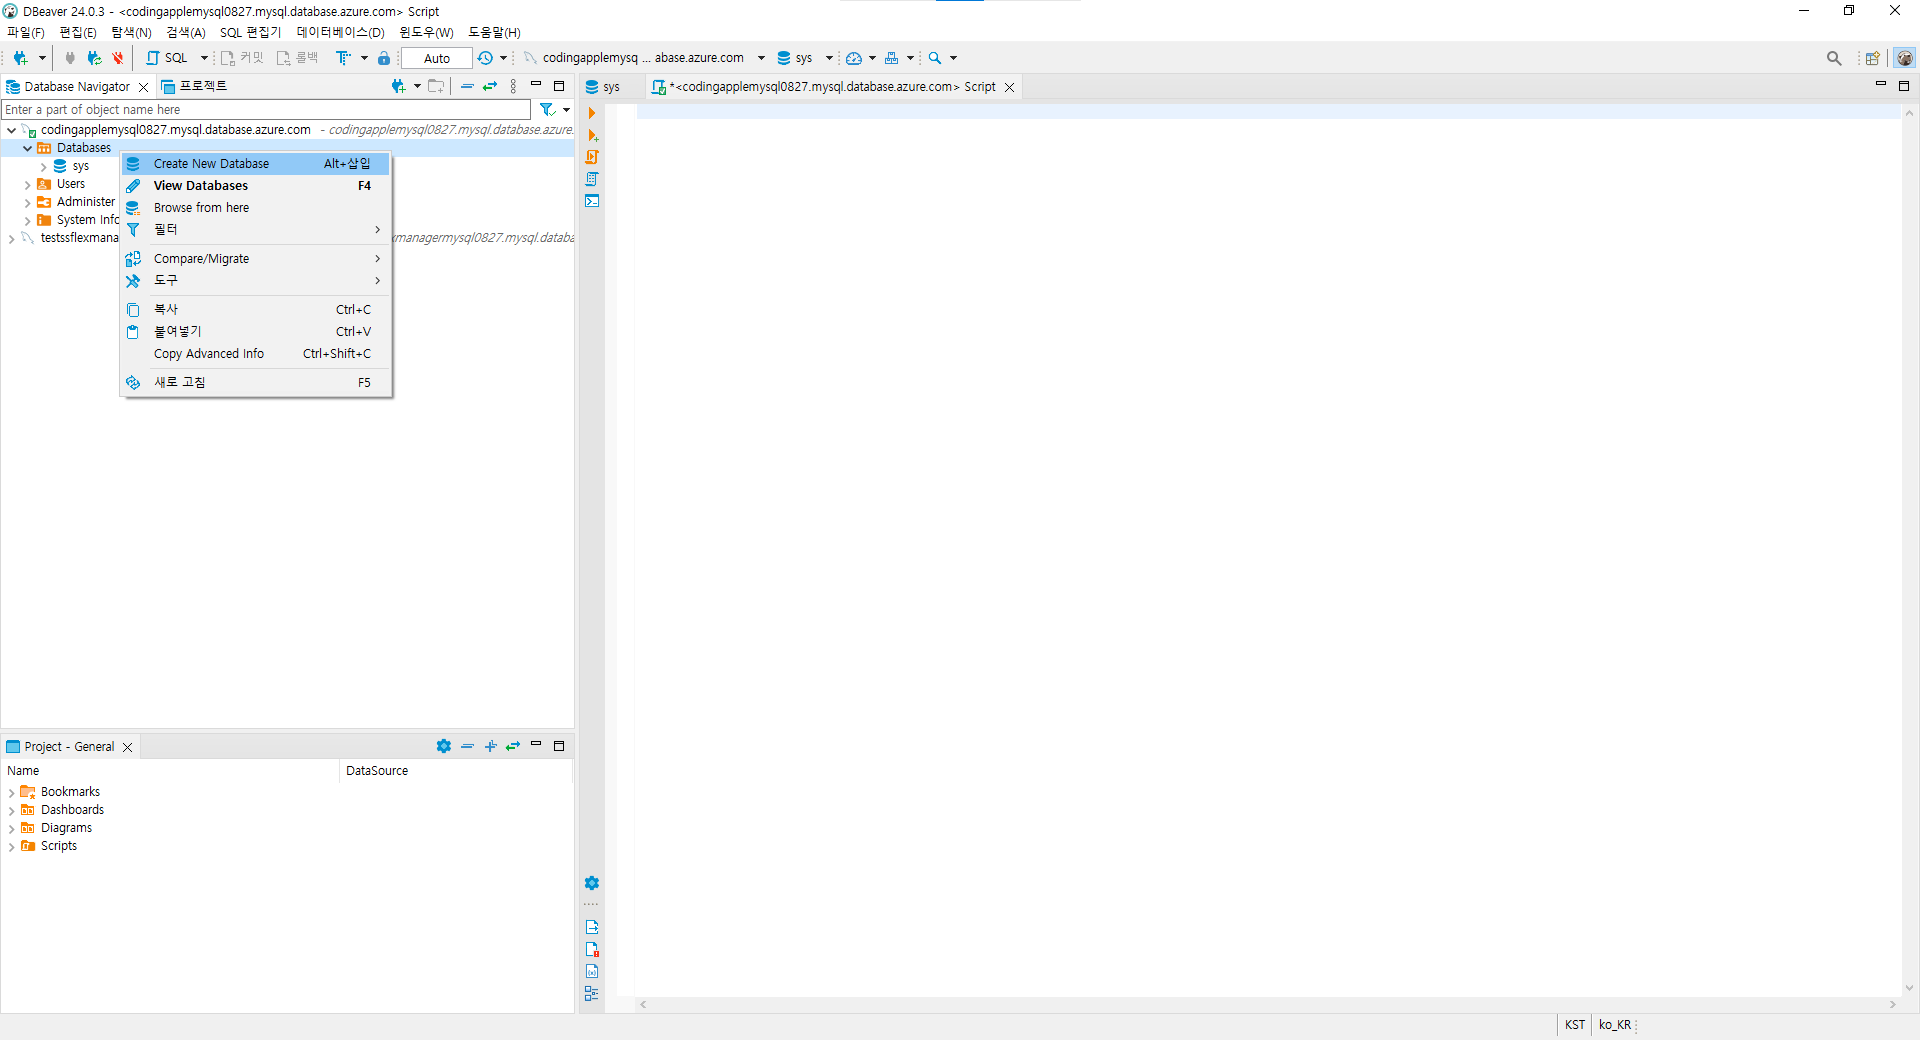 DBeaver 24.0.3 - <codingapplemysql0827.mysql.database.azure.com> Script
파일(F) 편집(E) 탐색(N) 검색(A) SQL 편집기 데이터베이스(D) 윈도우(W) 도움말(H)
SQL 커밋 롤백 Auto codingapplemysq ... abase.azure.com sys
Database Navigator 프로젝트
Enter a part of object name here
codingapplemysql0827.mysql.database.azure.com - codingapplemysql0827.mysql.database.azure.
Databases
sys
Users
Administer
System Info
testssflexmana xmanagermysql0827.mysql.databa
Create New Database Alt+삽입
View Databases F4
Browse from here
필터
Compare/Migrate
도구
복사 Ctrl+C
붙여넣기 Ctrl+V
Copy Advanced Info Ctrl+Shift+C
새로 고침 F5
sys *<codingapplemysql0827.mysql.database.azure.com> Script
Project - General
Name DataSource
Bookmarks
Dashboards
Diagrams
Scripts
KST ko_KR